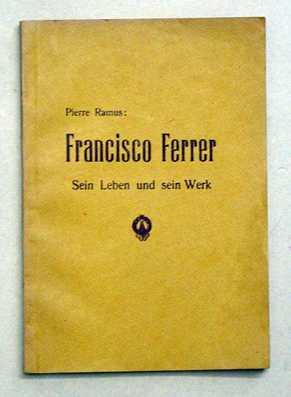 Pierre Ramus:
Francisco Ferrer
Sein Leben und sein Werk